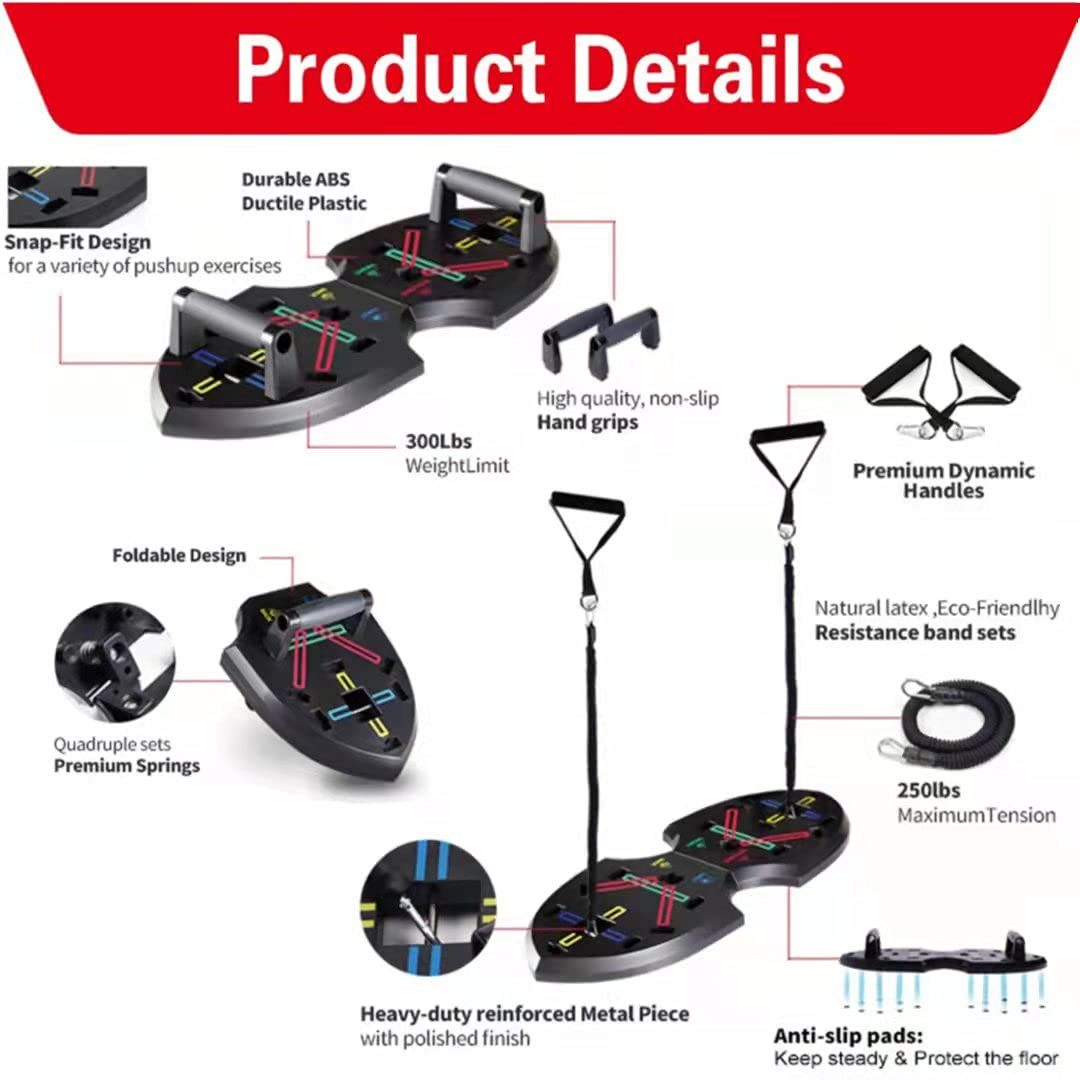 Product Details
Durable ABS
Ductile Plastic
Snap-Fit Design
for a variety of pushup exercises
High quality, non-slip
Hand grips
300Lbs
WeightLimit
Premium Dynamic
Handles
Foldable Design
Natural latex ,Eco-Friendlhy
Resistance band sets
Quadruple sets
Premium Springs
250lbs
MaximumTension
Heavy-duty reinforced Metal Piece
with polished finish
Anti-slip pads:
Keep steady & Protect the floor